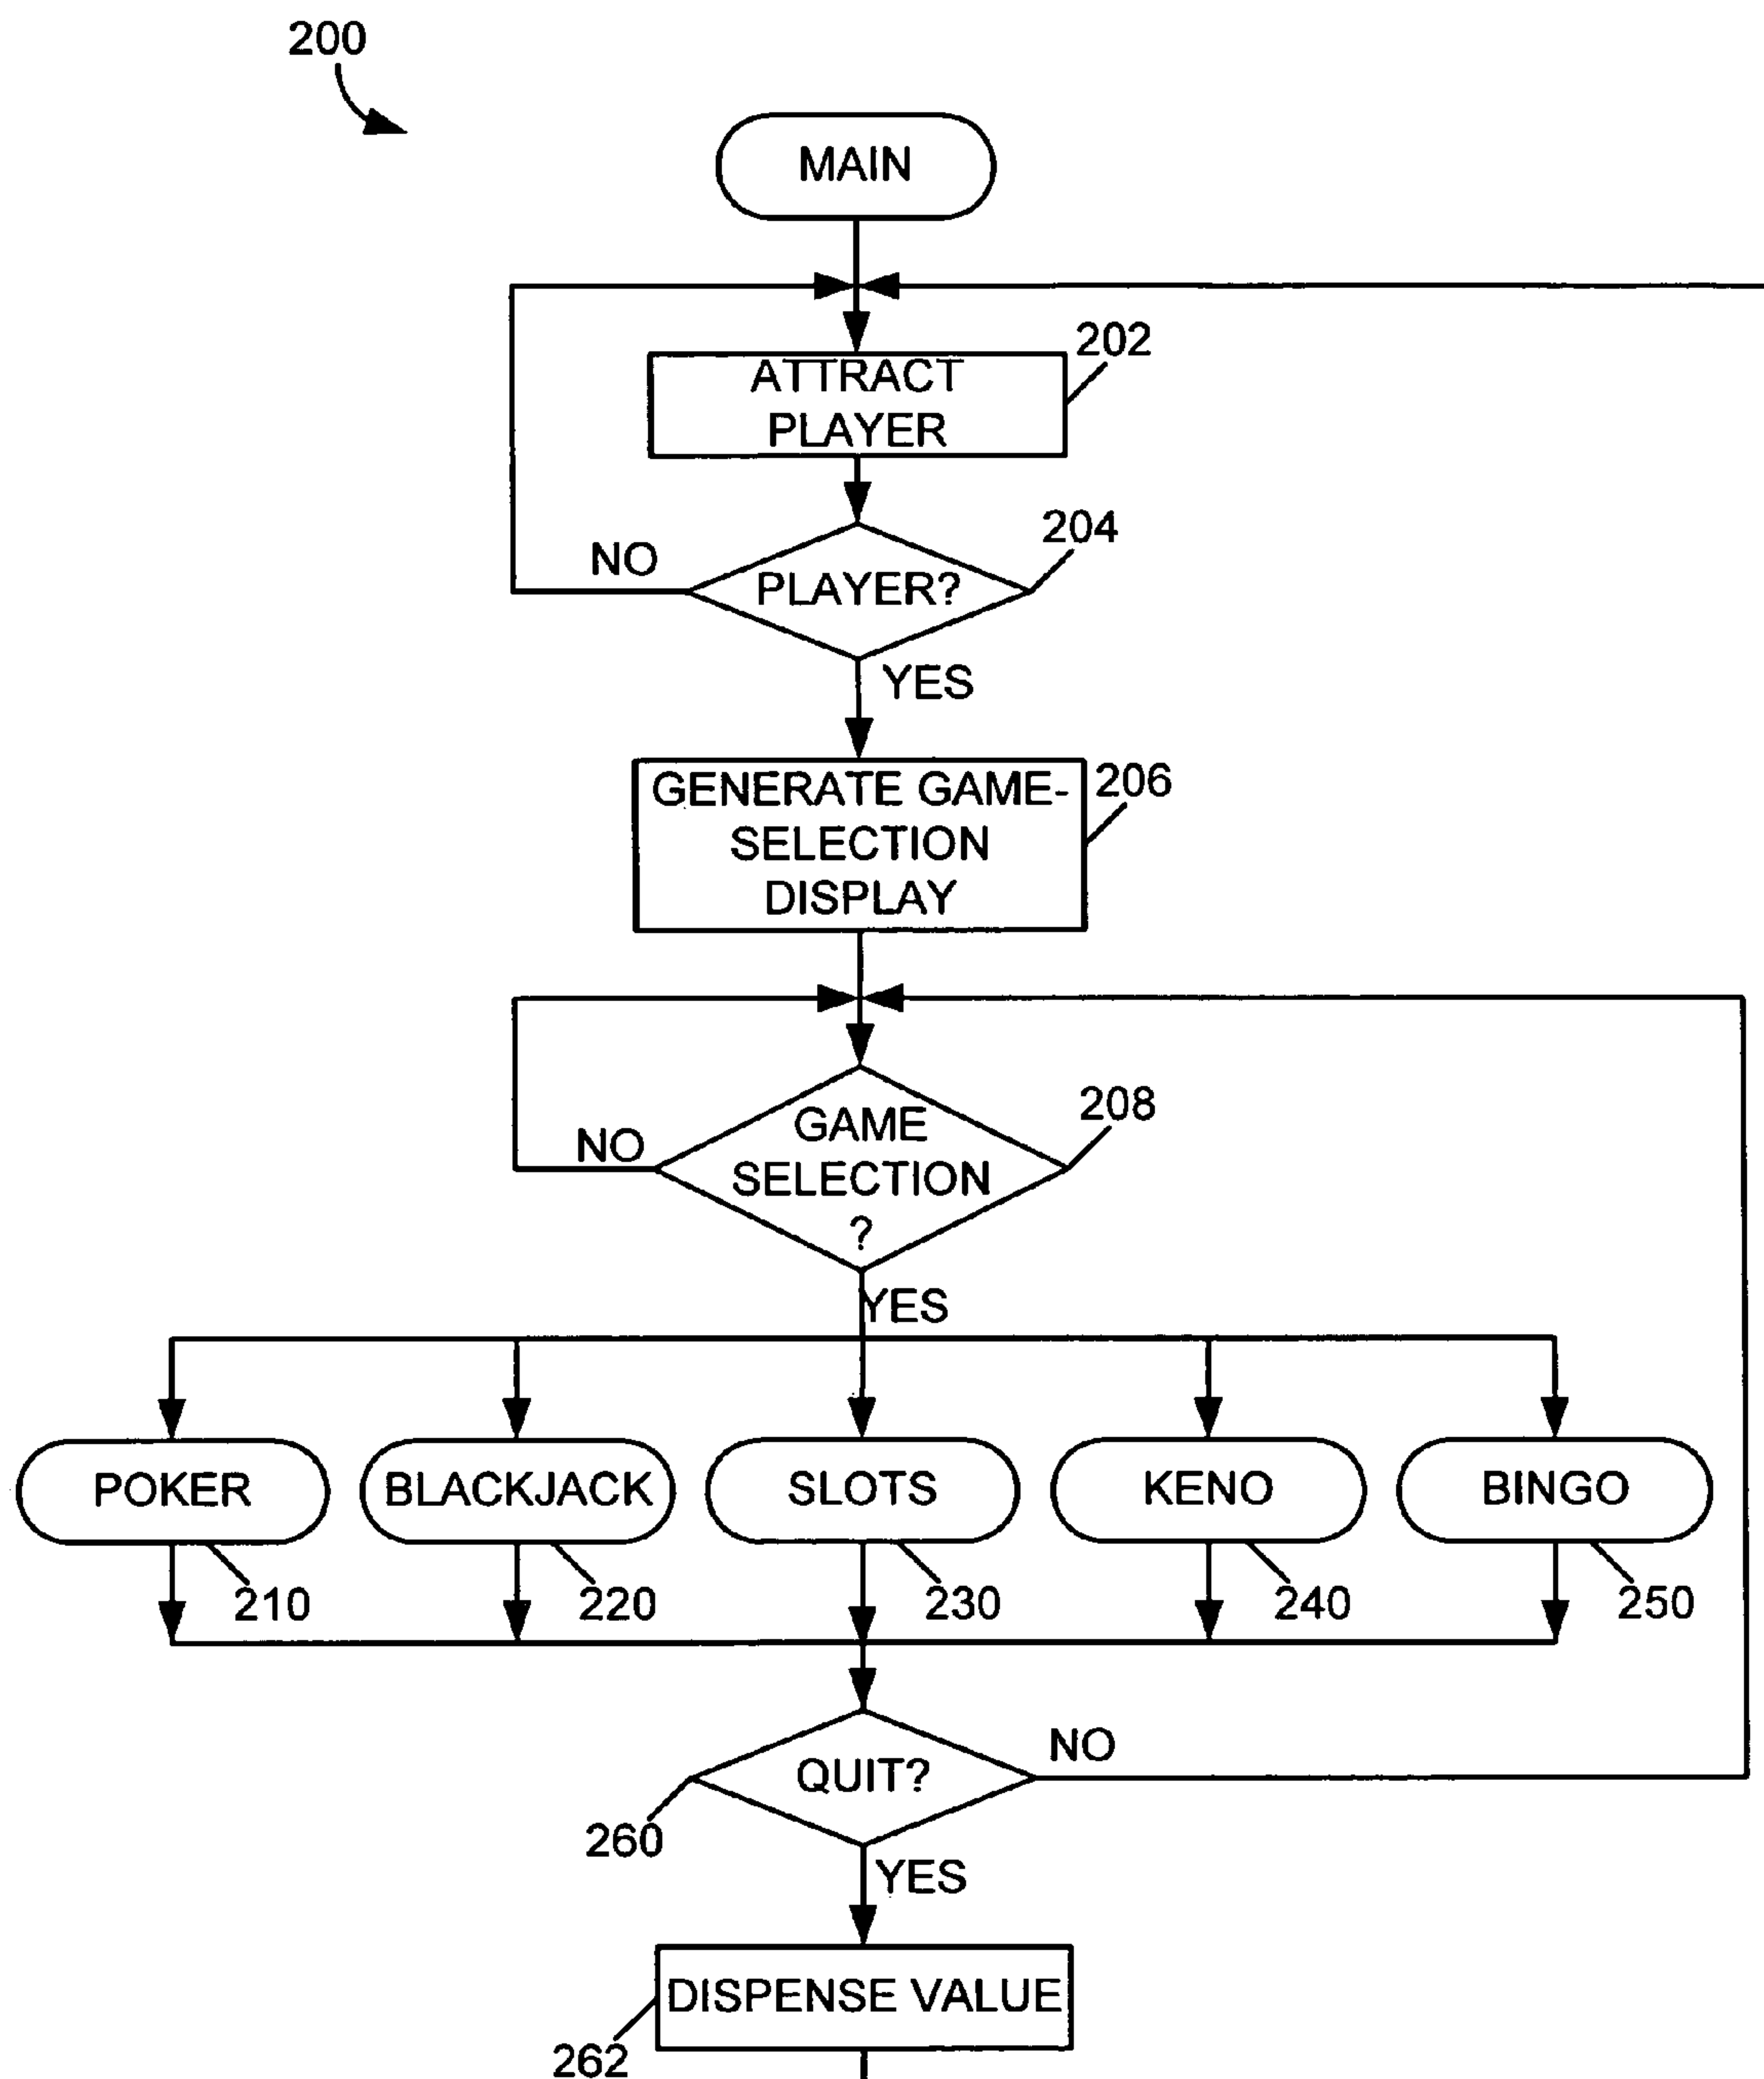 200
MAIN
202
ATTRACT
PLAYER
204
NO
PLAYER?
YES
206
GENERATE GAME-
SELECTION
DISPLAY
208
NO
GAME
SELECTION
?
YES
POKER
BLACKJACK
SLOTS
KENO
BINGO
210
220
230
240
250
QUIT?
NO
260
YES
DISPENSE VALUE
262